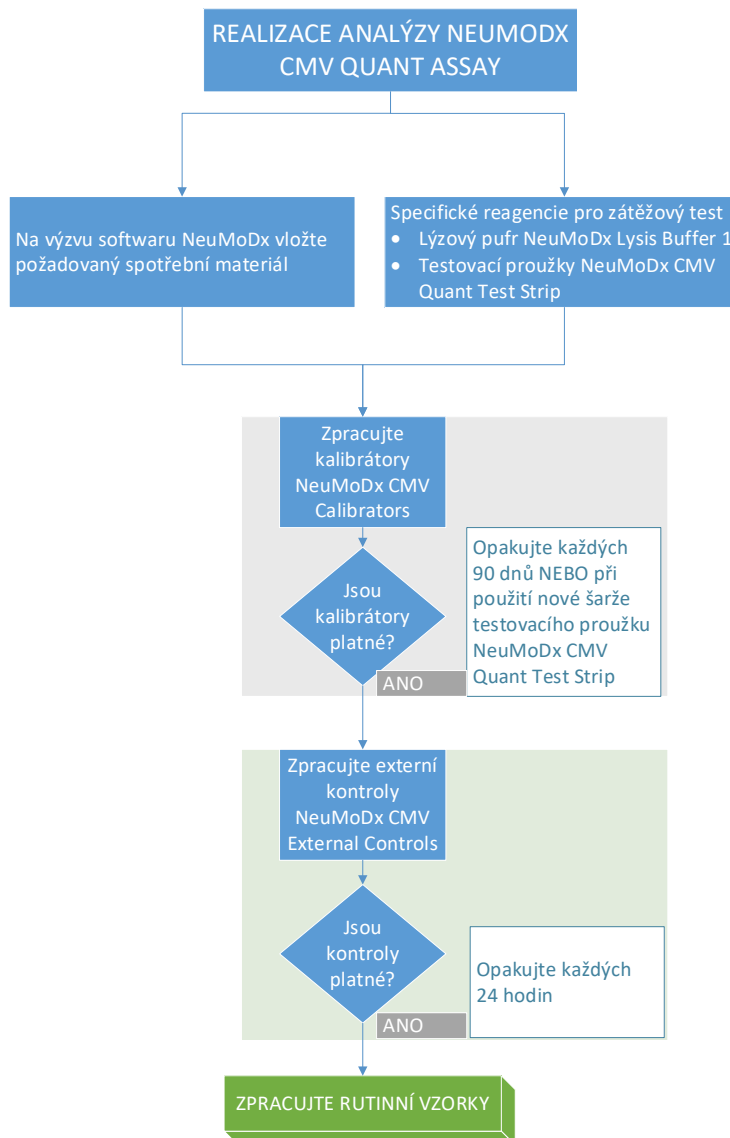 REALIZACE ANALÝZY NEUMODX
CMV QUANT ASSAY
Na výzvu softwaru NeuMoDx vložte
požadovaný spotřební materiál
Specifické reagencie pro zátěžový test
• Lýzový pufr NeuMoDx Lysis Buffer 1
• Testovací proužky NeuMoDx CMV
Quant Test Strip
Zpracujte
kalibrátory
NeuMoDx CMV
Calibrators
Jsou
kalibrátory
platné?
Opakujte každých
90 dnů NEBO při
použití nové šarže
testovacího proužku
NeuMoDx CMV
Quant Test Strip
ANO
Zpracujte externí
kontroly
NeuMoDx CMV
External Controls
Jsou
kontroly
platné?
Opakujte každých
24 hodin
ANO
ZPRACUJTE RUTINNÍ VZORKY